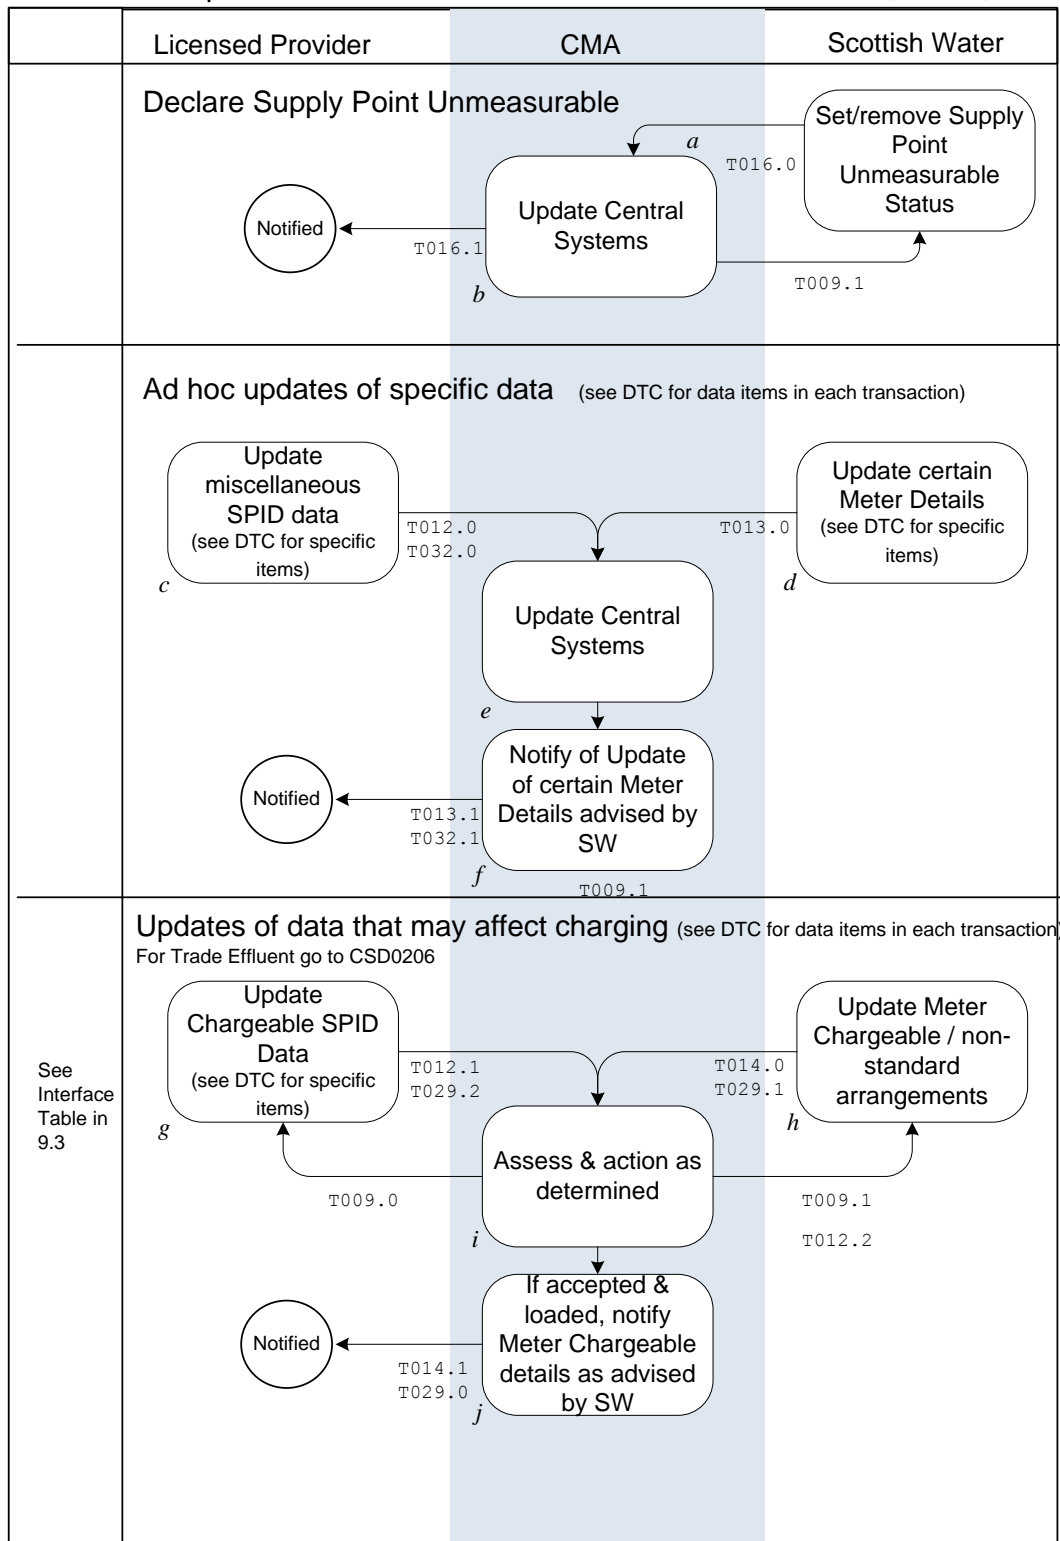 Licensed Provider
CMA
Scottish Water
Declare Supply Point Unmeasurable
Set/remove Supply
Point
Unmeasurable
Status
a
T016.0
Update Central
Systems
Notified
T016.1
T009.1
b
Ad hoc updates of specific data (see DTC for data items in each transaction)
Update
miscellaneous
SPID data
(see DTC for specific
items)
c
T012.0
T032.0
T013.0
Update certain
Meter Details
(see DTC for specific
items)
d
Update Central
Systems
e
Notify of Update
of certain Meter
Details advised by
SW
Notified
T013.1
T032.1
f
T009.1
Updates of data that may affect charging (see DTC for data items in each transaction)
For Trade Effluent go to CSD0206
See
Interface
Table in
9.3
Update
Chargeable SPID
Data
(see DTC for specific
items)
g
T012.1
T029.2
T014.0
T029.1
Update Meter
Chargeable / non-
standard
arrangements
h
Assess & action as
determined
T009.0
T009.1
T012.2
i
If accepted &
loaded, notify
Meter Chargeable
details as advised
by SW
Notified
T014.1
T029.0
j